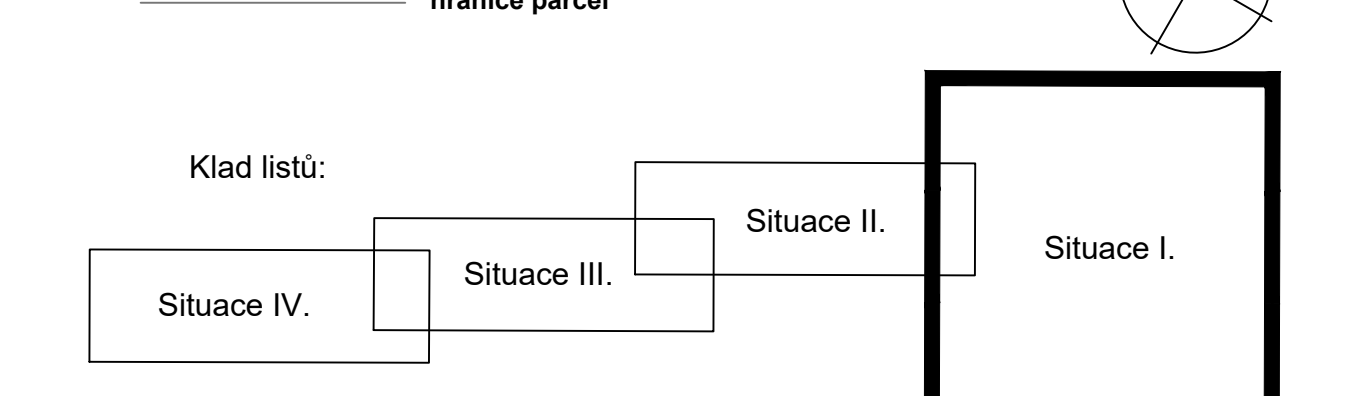 hranice parcel
Klad listů:
Situace II.
Situace I.
Situace III.
Situace IV.